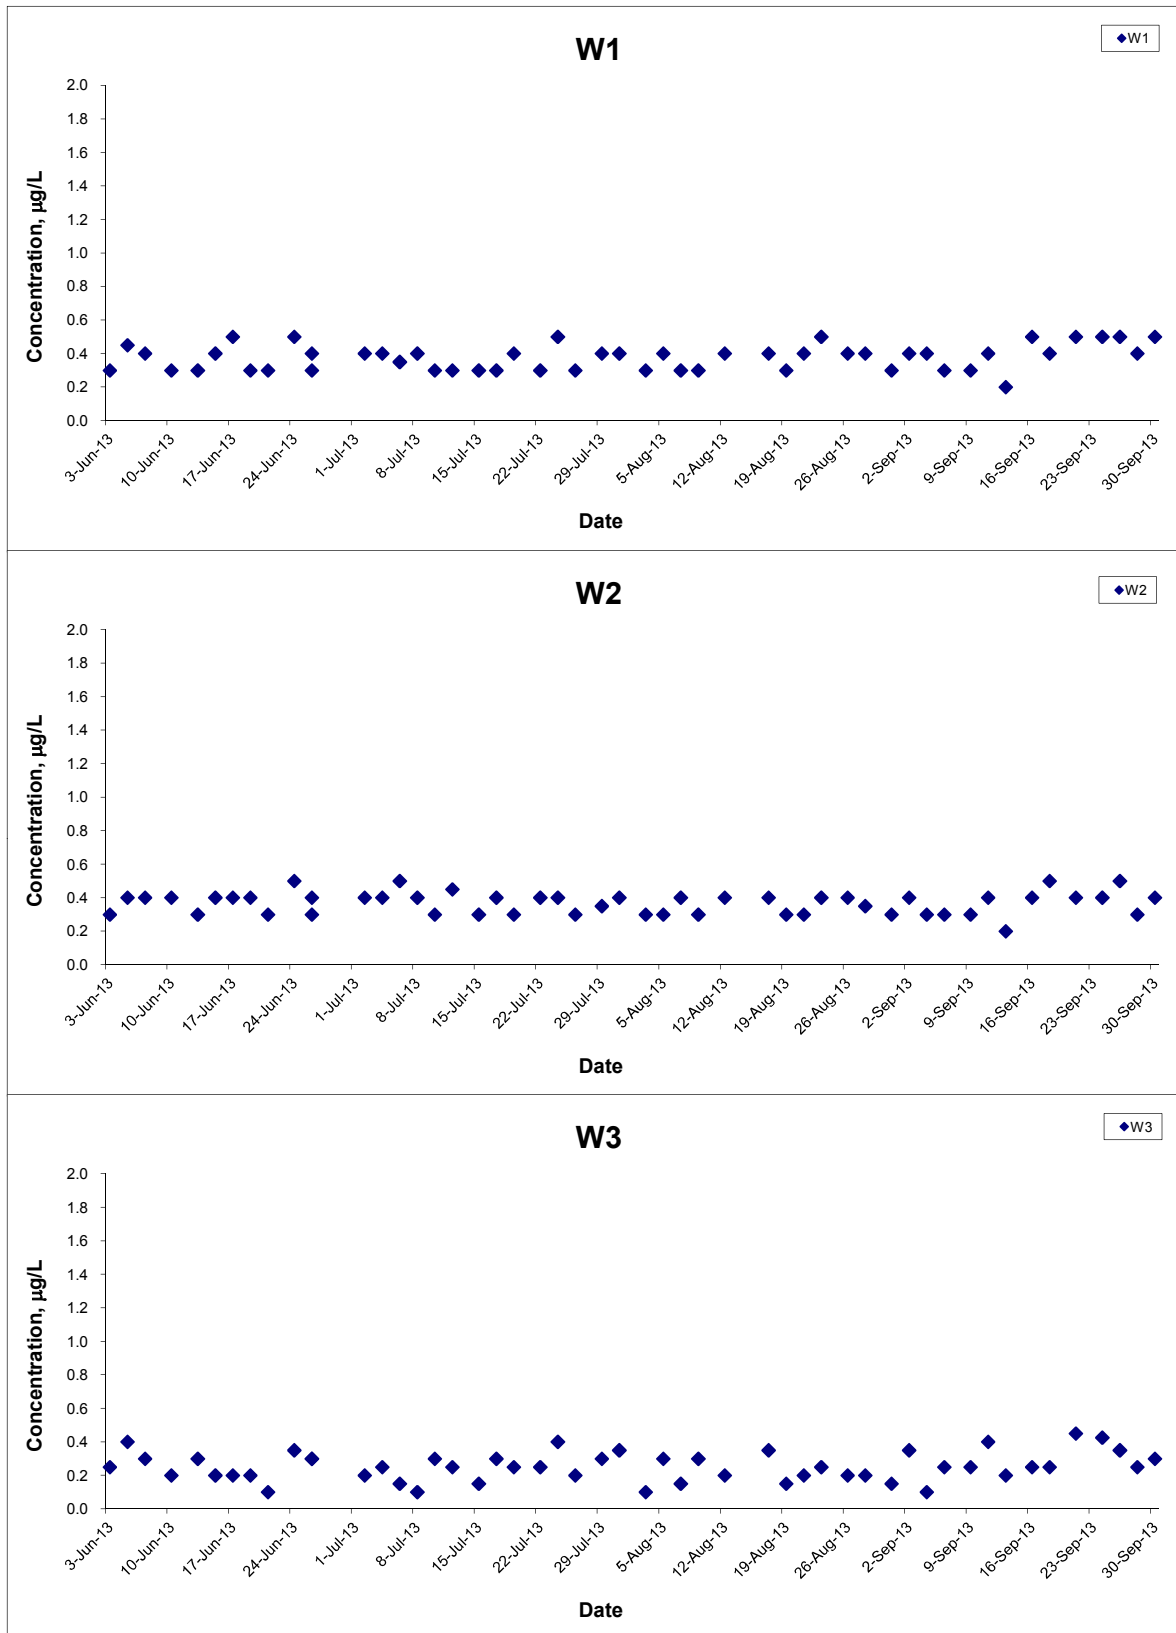 W1
W1
2.0
1.8
1.6
1.4
1.2
1.0
0.8
0.6
0.4
0.2
0.0
Concentration, µg/L
3-Jun-13 10-Jun-13 17-Jun-13 24-Jun-13 1-Jul-13 8-Jul-13 15-Jul-13 22-Jul-13 29-Jul-13 5-Aug-13 12-Aug-13 19-Aug-13 26-Aug-13 2-Sep-13 9-Sep-13 16-Sep-13 23-Sep-13 30-Sep-13
Date
W2
W2
2.0
1.8
1.6
1.4
1.2
1.0
0.8
0.6
0.4
0.2
0.0
Concentration, µg/L
3-Jun-13 10-Jun-13 17-Jun-13 24-Jun-13 1-Jul-13 8-Jul-13 15-Jul-13 22-Jul-13 29-Jul-13 5-Aug-13 12-Aug-13 19-Aug-13 26-Aug-13 2-Sep-13 9-Sep-13 16-Sep-13 23-Sep-13 30-Sep-13
Date
W3
W3
2.0
1.8
1.6
1.4
1.2
1.0
0.8
0.6
0.4
0.2
0.0
Concentration, µg/L
3-Jun-13 10-Jun-13 17-Jun-13 24-Jun-13 1-Jul-13 8-Jul-13 15-Jul-13 22-Jul-13 29-Jul-13 5-Aug-13 12-Aug-13 19-Aug-13 26-Aug-13 2-Sep-13 9-Sep-13 16-Sep-13 23-Sep-13 30-Sep-13
Date